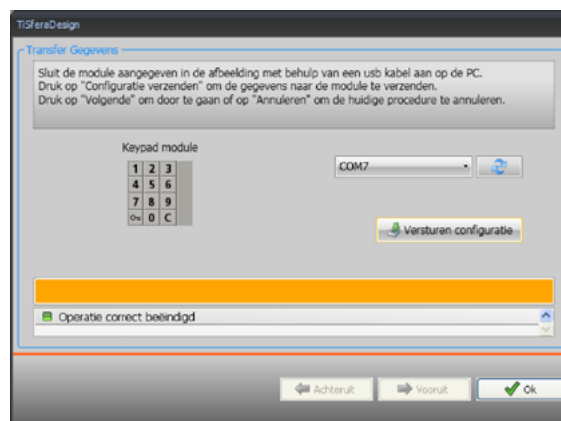 TiSferaDesign
Transfer Gegevens
Sluit de module aangegeven in de afbeelding met behulp van een usb kabel aan op de PC.
Druk op "Configuratie verzenden" om de gegevens naar de module te verzenden.
Druk op "Volgende" om door te gaan of op "Annuleren" om de huidige procedure te annuleren.
Keypad module
1 2 3
4 5 6
7 8 9
0 C
COM7
Versturen configuratie
Operatie correct beëindigd
Achteruit
Vooruit
Ok